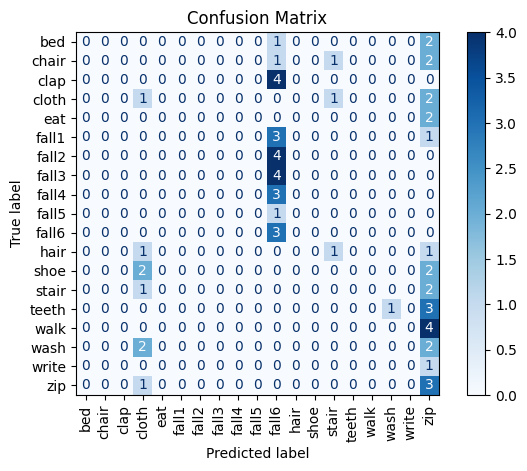 Confusion Matrix
bed 0 0 0 0 0 0 0 0 0 0 1 0 0 0 0 0 0 0 2
chair 0 0 0 0 0 0 0 0 0 0 1 0 0 1 0 0 0 0 2
clap 0 0 0 0 0 0 0 0 0 0 4 0 0 0 0 0 0 0 0
cloth 0 0 0 1 0 0 0 0 0 0 0 0 0 1 0 0 0 0 2
eat 0 0 0 0 0 0 0 0 0 0 0 0 0 0 0 0 0 0 2
fall1 0 0 0 0 0 0 0 0 0 0 3 0 0 0 0 0 0 0 1
fall2 0 0 0 0 0 0 0 0 0 0 4 0 0 0 0 0 0 0 0
fall3 0 0 0 0 0 0 0 0 0 0 4 0 0 0 0 0 0 0 0
fall4 0 0 0 0 0 0 0 0 0 0 3 0 0 0 0 0 0 0 0
fall5 0 0 0 0 0 0 0 0 0 0 1 0 0 0 0 0 0 0 0
fall6 0 0 0 0 0 0 0 0 0 0 3 0 0 0 0 0 0 0 0
hair 0 0 0 1 0 0 0 0 0 0 0 0 0 1 0 0 0 0 1
shoe 0 0 0 2 0 0 0 0 0 0 0 0 0 0 0 0 0 0 2
stair 0 0 0 1 0 0 0 0 0 0 0 0 0 0 0 0 0 0 2
teeth 0 0 0 0 0 0 0 0 0 0 0 0 0 0 0 0 1 0 3
walk 0 0 0 0 0 0 0 0 0 0 0 0 0 0 0 0 0 0 4
wash 0 0 0 2 0 0 0 0 0 0 0 0 0 0 0 0 0 0 2
write 0 0 0 0 0 0 0 0 0 0 0 0 0 0 0 0 0 0 1
zip 0 0 0 1 0 0 0 0 0 0 0 0 0 0 0 0 0 0 3
True label
bed chair clap cloth eat fall1 fall2 fall3 fall4 fall5 fall6 hair shoe stair teeth walk wash write zip
Predicted label
4.0
3.5
3.0
2.5
2.0
1.5
1.0
0.5
0.0